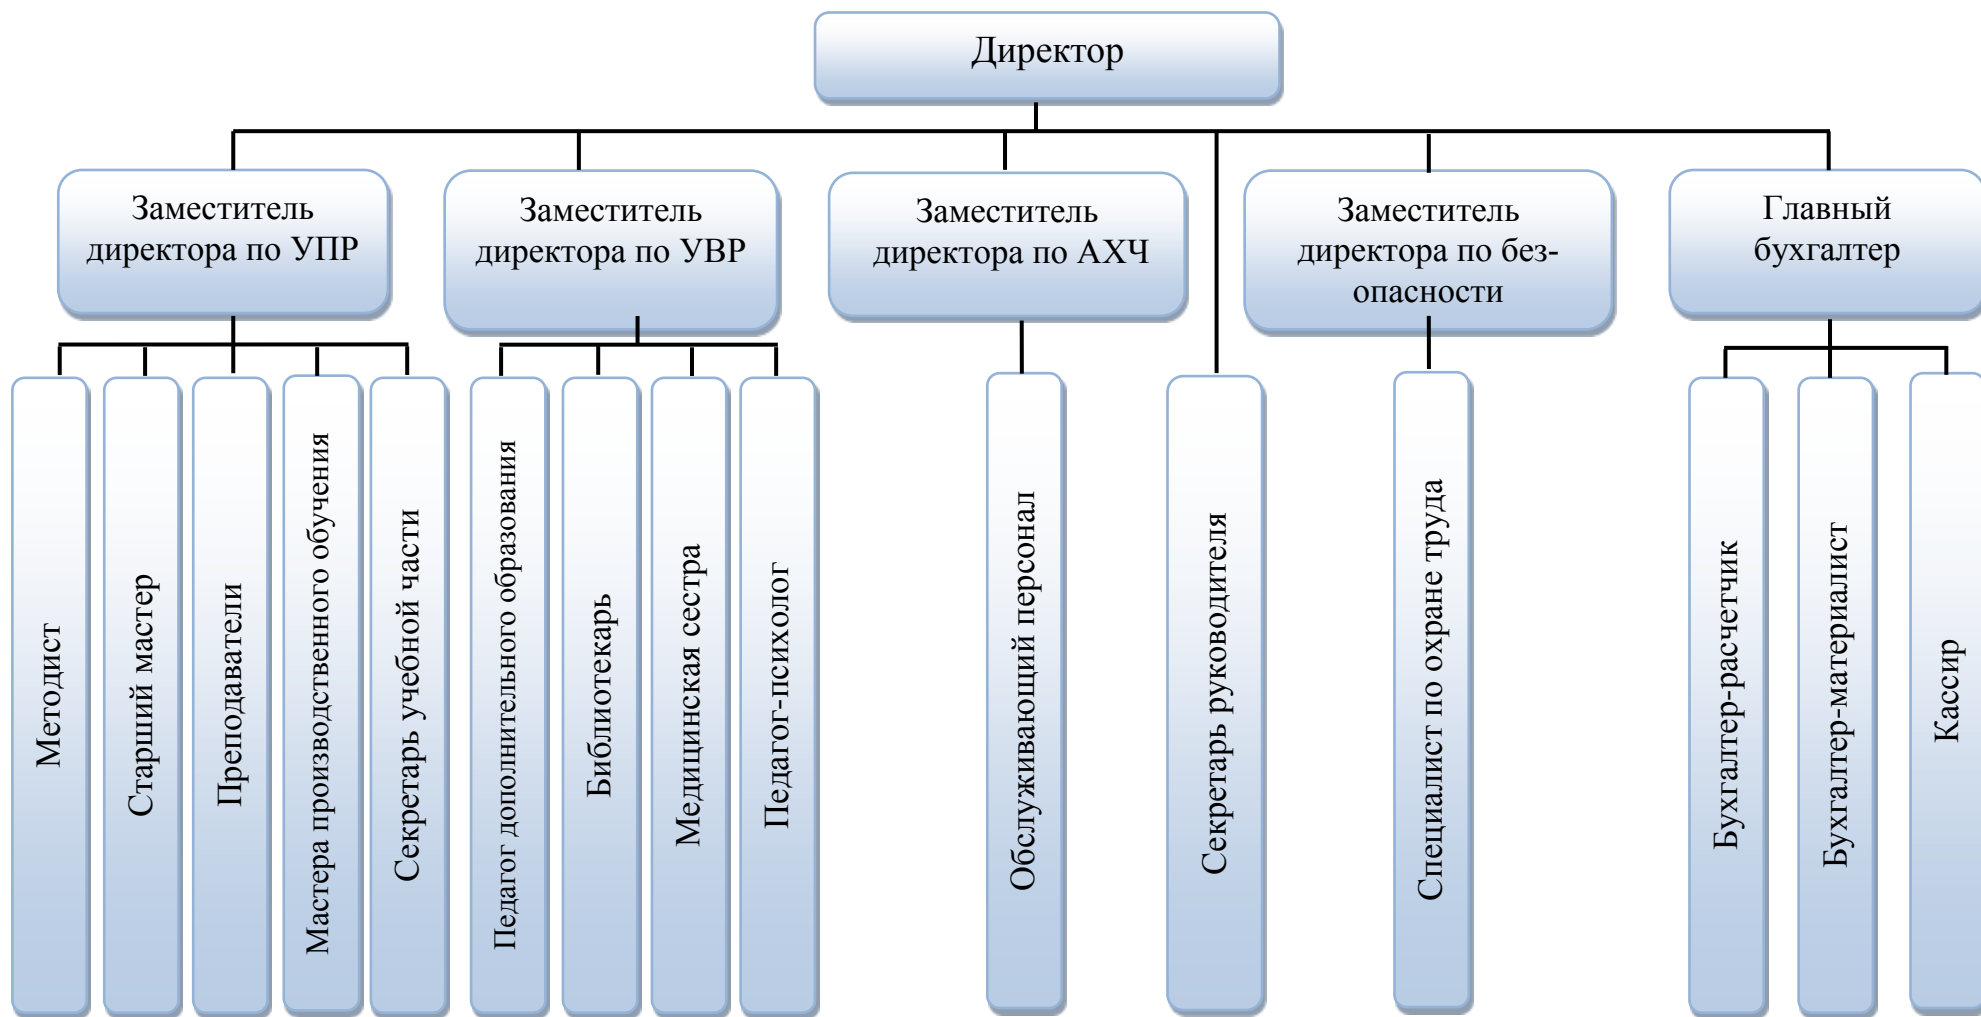 Директор
Заместитель
директора по УПР
Заместитель
директора по УВР
Заместитель
директора по АХЧ
Заместитель
директора по без-
опасности
Главный
бухгалтер
Методист
Старший мастер
Преподаватели
Мастера производственного обучения
Секретарь учебной части
Педагог дополнительного образования
Библиотекарь
Медицинская сестра
Педагог-психолог
Обслуживающий персонал
Секретарь руководителя
Специалист по охране труда
Бухгалтер-расчетчик
Бухгалтер-материалист
Кассир